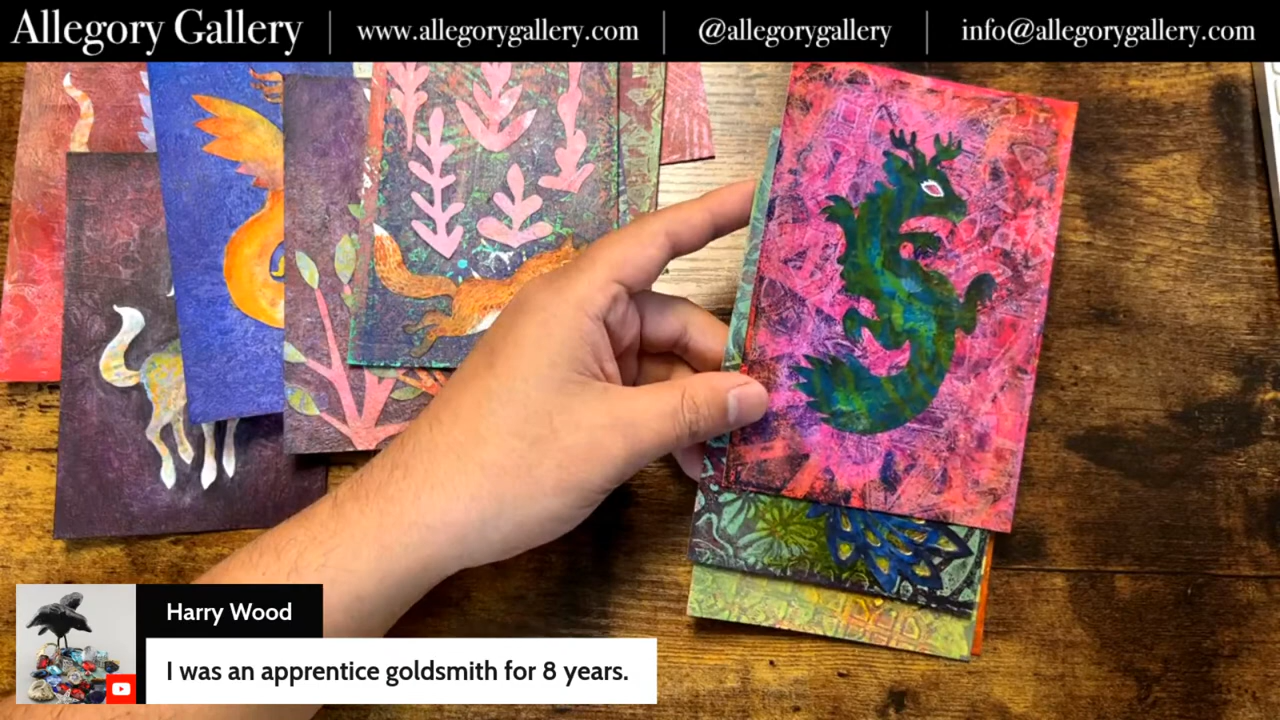 Allegory Gallery
www.allegorygallery.com
@allegorygallery
info@allegorygallery.com
Harry Wood
I was an apprentice goldsmith for 8 years.